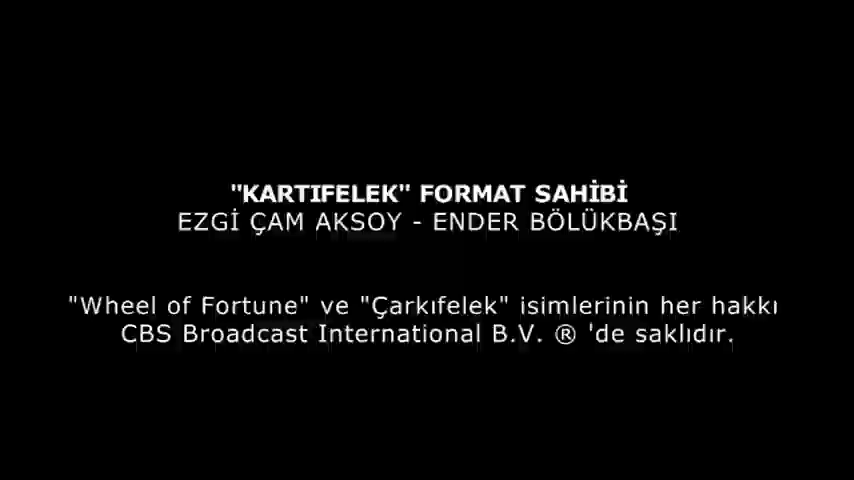 "KARTIFELEK" FORMAT SAHİBİ
EZGİ ÇAM AKSOY - ENDER BÖLÜKBAŞI
"Wheel of Fortune" ve "Çarkıfelek" isimlerinin her hakkı
CBS Broadcast International B.V. ® 'de saklıdır.